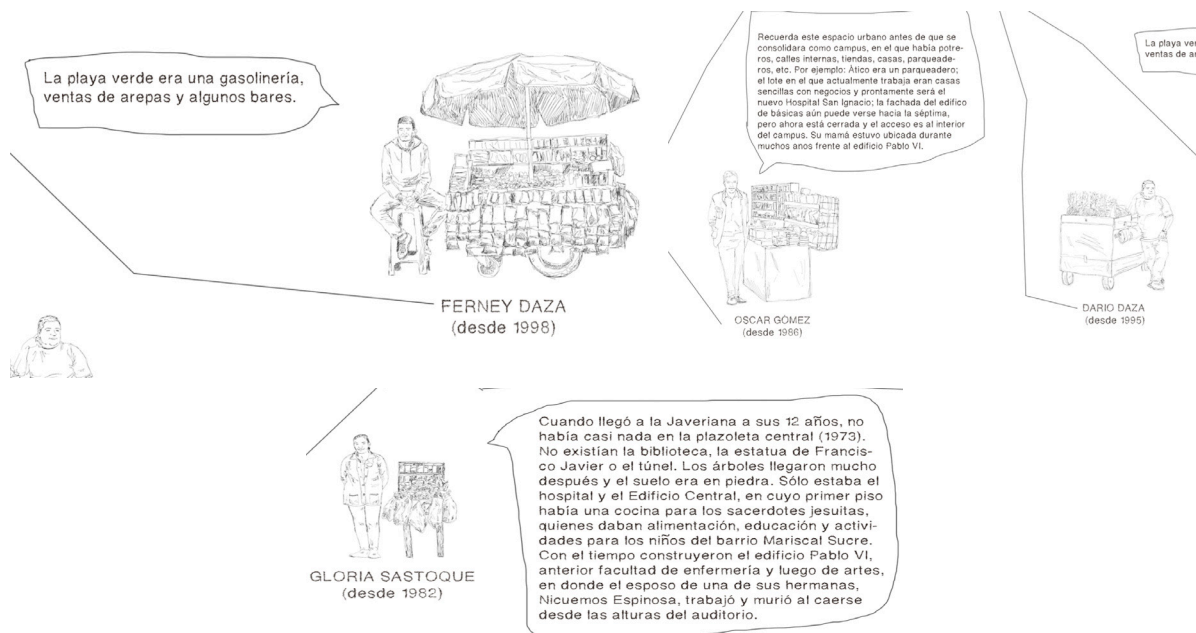 La playa verde era una gasolinería,
ventas de arepas y algunos bares.
FERNEY DAZA
(desde 1998)
Recuerda este espacio urbano antes de que se
consolidara como campus, en el que había potre-
ros, calles internas, tiendas, casas, parqueade-
ros, etc. Por ejemplo: Ático era un parqueadero;
el lote en el que actualmente trabaja eran casas
sencillas con negocios y prontamente será el
nuevo Hospital San Ignacio; la fachada del edifico
de básicas aún puede verse hacia la séptima,
pero ahora está cerrada y el acceso es al interior
del campus. Su mamá estuvo ubicada durante
muchos anos frente al edificio Pablo VI.
OSCAR GÓMEZ
(desde 1986)
La playa ver
ventas de ar
DARIO DAZA
(desde 1995)
GLORIA SASTOQUE
(desde 1982)
Cuando llegó a la Javeriana a sus 12 años, no
había casi nada en la plazoleta central (1973).
No existían la biblioteca, la estatua de Francis-
co Javier o el túnel. Los árboles llegaron mucho
después y el suelo era en piedra. Sólo estaba el
hospital y el Edificio Central, en cuyo primer piso
había una cocina para los sacerdotes jesuitas,
quienes daban alimentación, educación y activi-
dades para los niños del barrio Mariscal Sucre.
Con el tiempo construyeron el edificio Pablo VI,
anterior facultad de enfermería y luego de artes,
en donde el esposo de una de sus hermanas,
Nicuemos Espinosa, trabajó y murió al caerse
desde las alturas del auditorio.